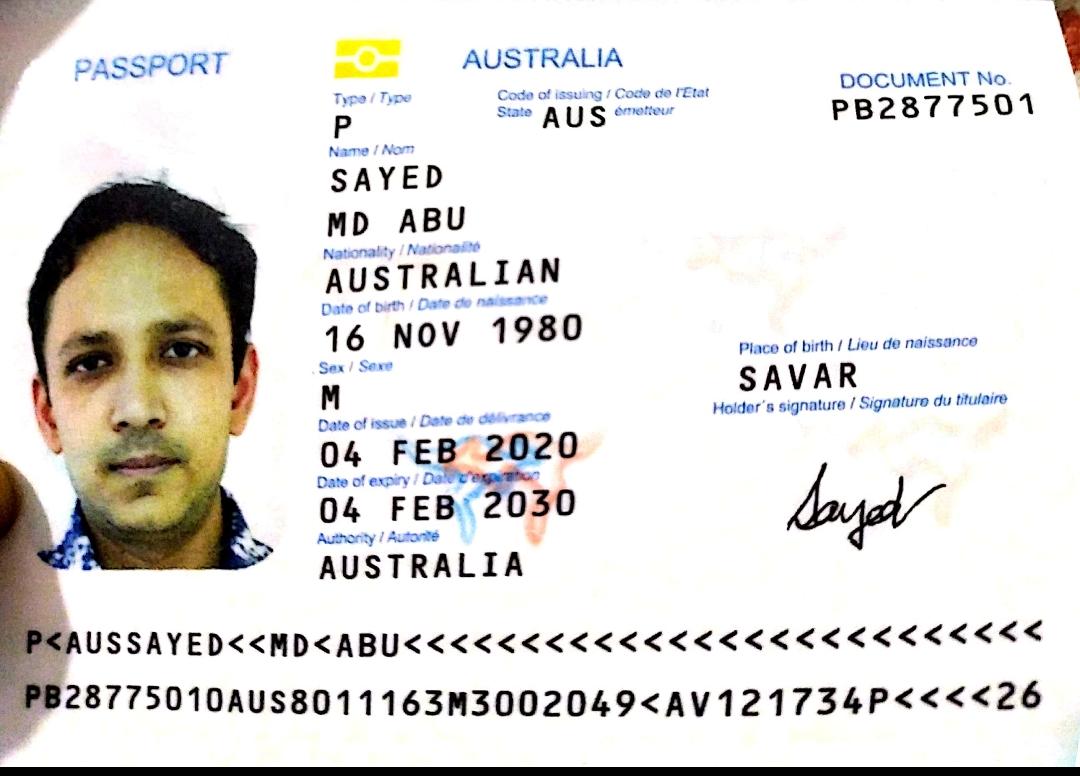 PASSPORT
AUSTRALIA
Type / Type
Code of issuing / Code de l'Etat
State AUS émetteur
DOCUMENT No.
P
PB2877501
Name / Nom
SAYED
MD ABU
Nationality / Nationalité
AUSTRALIAN
Date of birth / Date de naissance
16 NOV 1980
Place of birth / Lieu de naissance
SAVAR
Sex / Sexe
M
Holder's signature / Signature du titulaire
Date of issue / Date de délivrance
04 FEB 2020
Date of expiry / Date d'expiration
04 FEB 2030
Sayed
Authority / Autorité
AUSTRALIA
P<AUSSAYED<<MD<ABU<<<<<<<<<<<<<<<<<<<<<<<<<<
PB28775010AUS8011163M3002049<AV121734P<<<<26